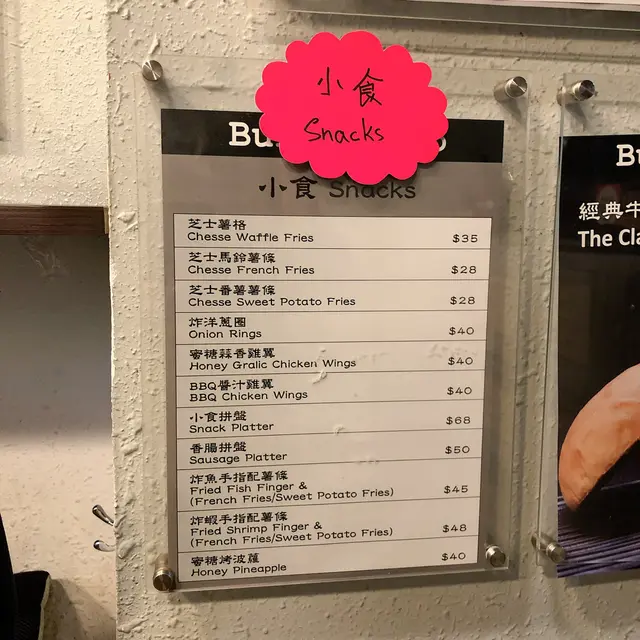 小食
Snacks
小食 Snacks
芝士薯格
Chesse Waffle Fries $35
芝士馬鈴薯條
Chesse French Fries $28
芝士番薯薯條
Chesse Sweet Potato Fries $28
炸洋蔥圈
Onion Rings $40
蜜糖蒜香雞翼
Honey Gralic Chicken Wings $40
BBQ醬汁雞翼
BBQ Chicken Wings $40
小食拼盤
Snack Platter $68
香腸拼盤
Sausage Platter $50
炸魚手指配薯條
Fried Fish Finger &
(French Fries/Sweet Potato Fries) $45
炸蝦手指配薯條
Fried Shrimp Finger &
(French Fries/Sweet Potato Fries) $48
蜜糖烤波蘿
Honey Pineapple $40
經典
The